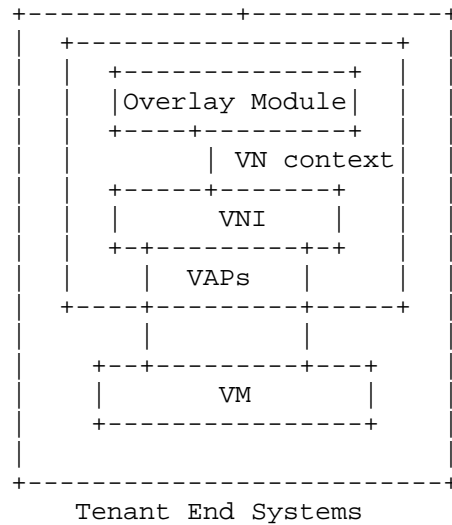 Overlay Module
VN context
VNI
VAPs
VM
Tenant End Systems